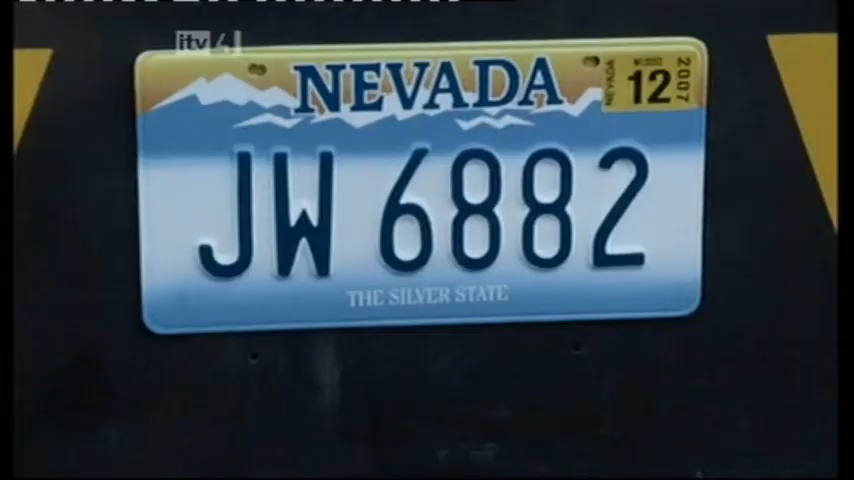 itv4
NEVADA
NEVADA
12
2007
JW 6882
THE SILVER STATE